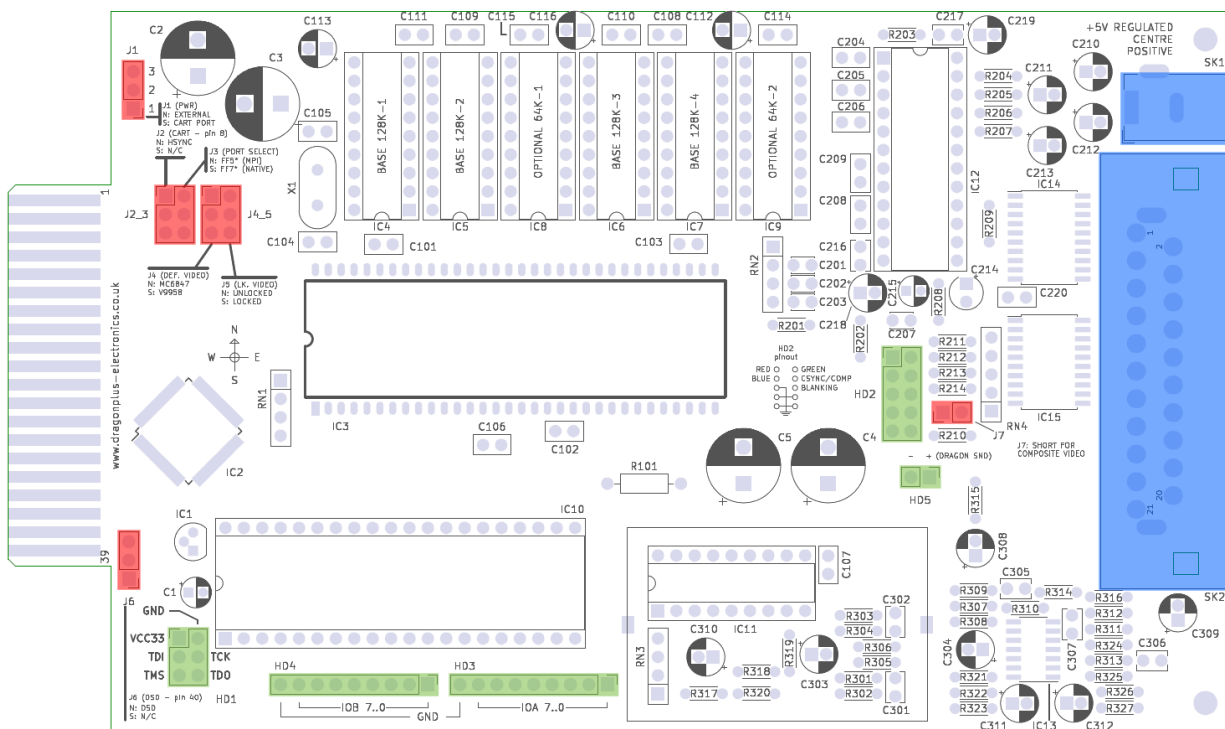 C2
C113
C111
C109
C115
C116
C110
C108
C112
C114
R203
C217
C219
+5V REGULATED
CENTRE
POSITIVE
SK1
J1
3
2
1
C3
C204
C205
C206
R204
R205
R206
R207
C211
C210
C212
C213
J1 (PWR)
N: EXTERNAL
S: CART PORT
J2 (CART - pin 8)
N: HSYNC
S: N/C
J3 (PORT SELECT)
N: FF5* (MPI)
S: FF7* (NATIVE)
C105
X1
C104
BASE 128K-1
BASE 128K-2
OPTIONAL 64K-1
BASE 128K-3
BASE 128K-4
OPTIONAL 64K-2
IC4
IC5
IC8
IC6
IC7
IC9
C101
C103
C209
C208
C216
IC12
IC14
R209
1
J2_3
J4_5
J4 (DEF. VIDEO)
N: MC6847
S: V9958
J5 (LK. VIDEO)
N: UNLOCKED
S: LOCKED
RN2
C201
C202
C203
R201
C218
R202
C215
C207
R208
C214
C220
1
2
www.dragonplus-electronics.co.uk
N
W
E
S
IC2
RN1
IC3
HD2
pinout
RED
GREEN
BLUE
CSYNC/COMP
BLANKING
HD2
R211
R212
R213
R214
R210
J7
RN4
IC15
J7: SHORT FOR
COMPOSITE VIDEO
C106
C102
R101
C5
C4
- + (DRAGON SND)
HD5
R315
20
21
39
J6
IC1
C1
IC10
GND
VCC33
TDI
TMS
TCK
TDO
HD1
J6 (DSD - pin 40)
N: DSD
S: N/C
HD4
HD3
IOB 7..0
GND
IOA 7..0
IC11
C107
RN3
C310
R317
R318
R320
R319
C303
R303
R304
R306
R305
R301
R302
C302
C301
C308
R309
R307
R308
C304
R321
R322
R323
C305
R310
R314
C307
C311
IC13
C312
R316
R312
R311
R324
R313
R325
R326
R327
C306
C309
SK2